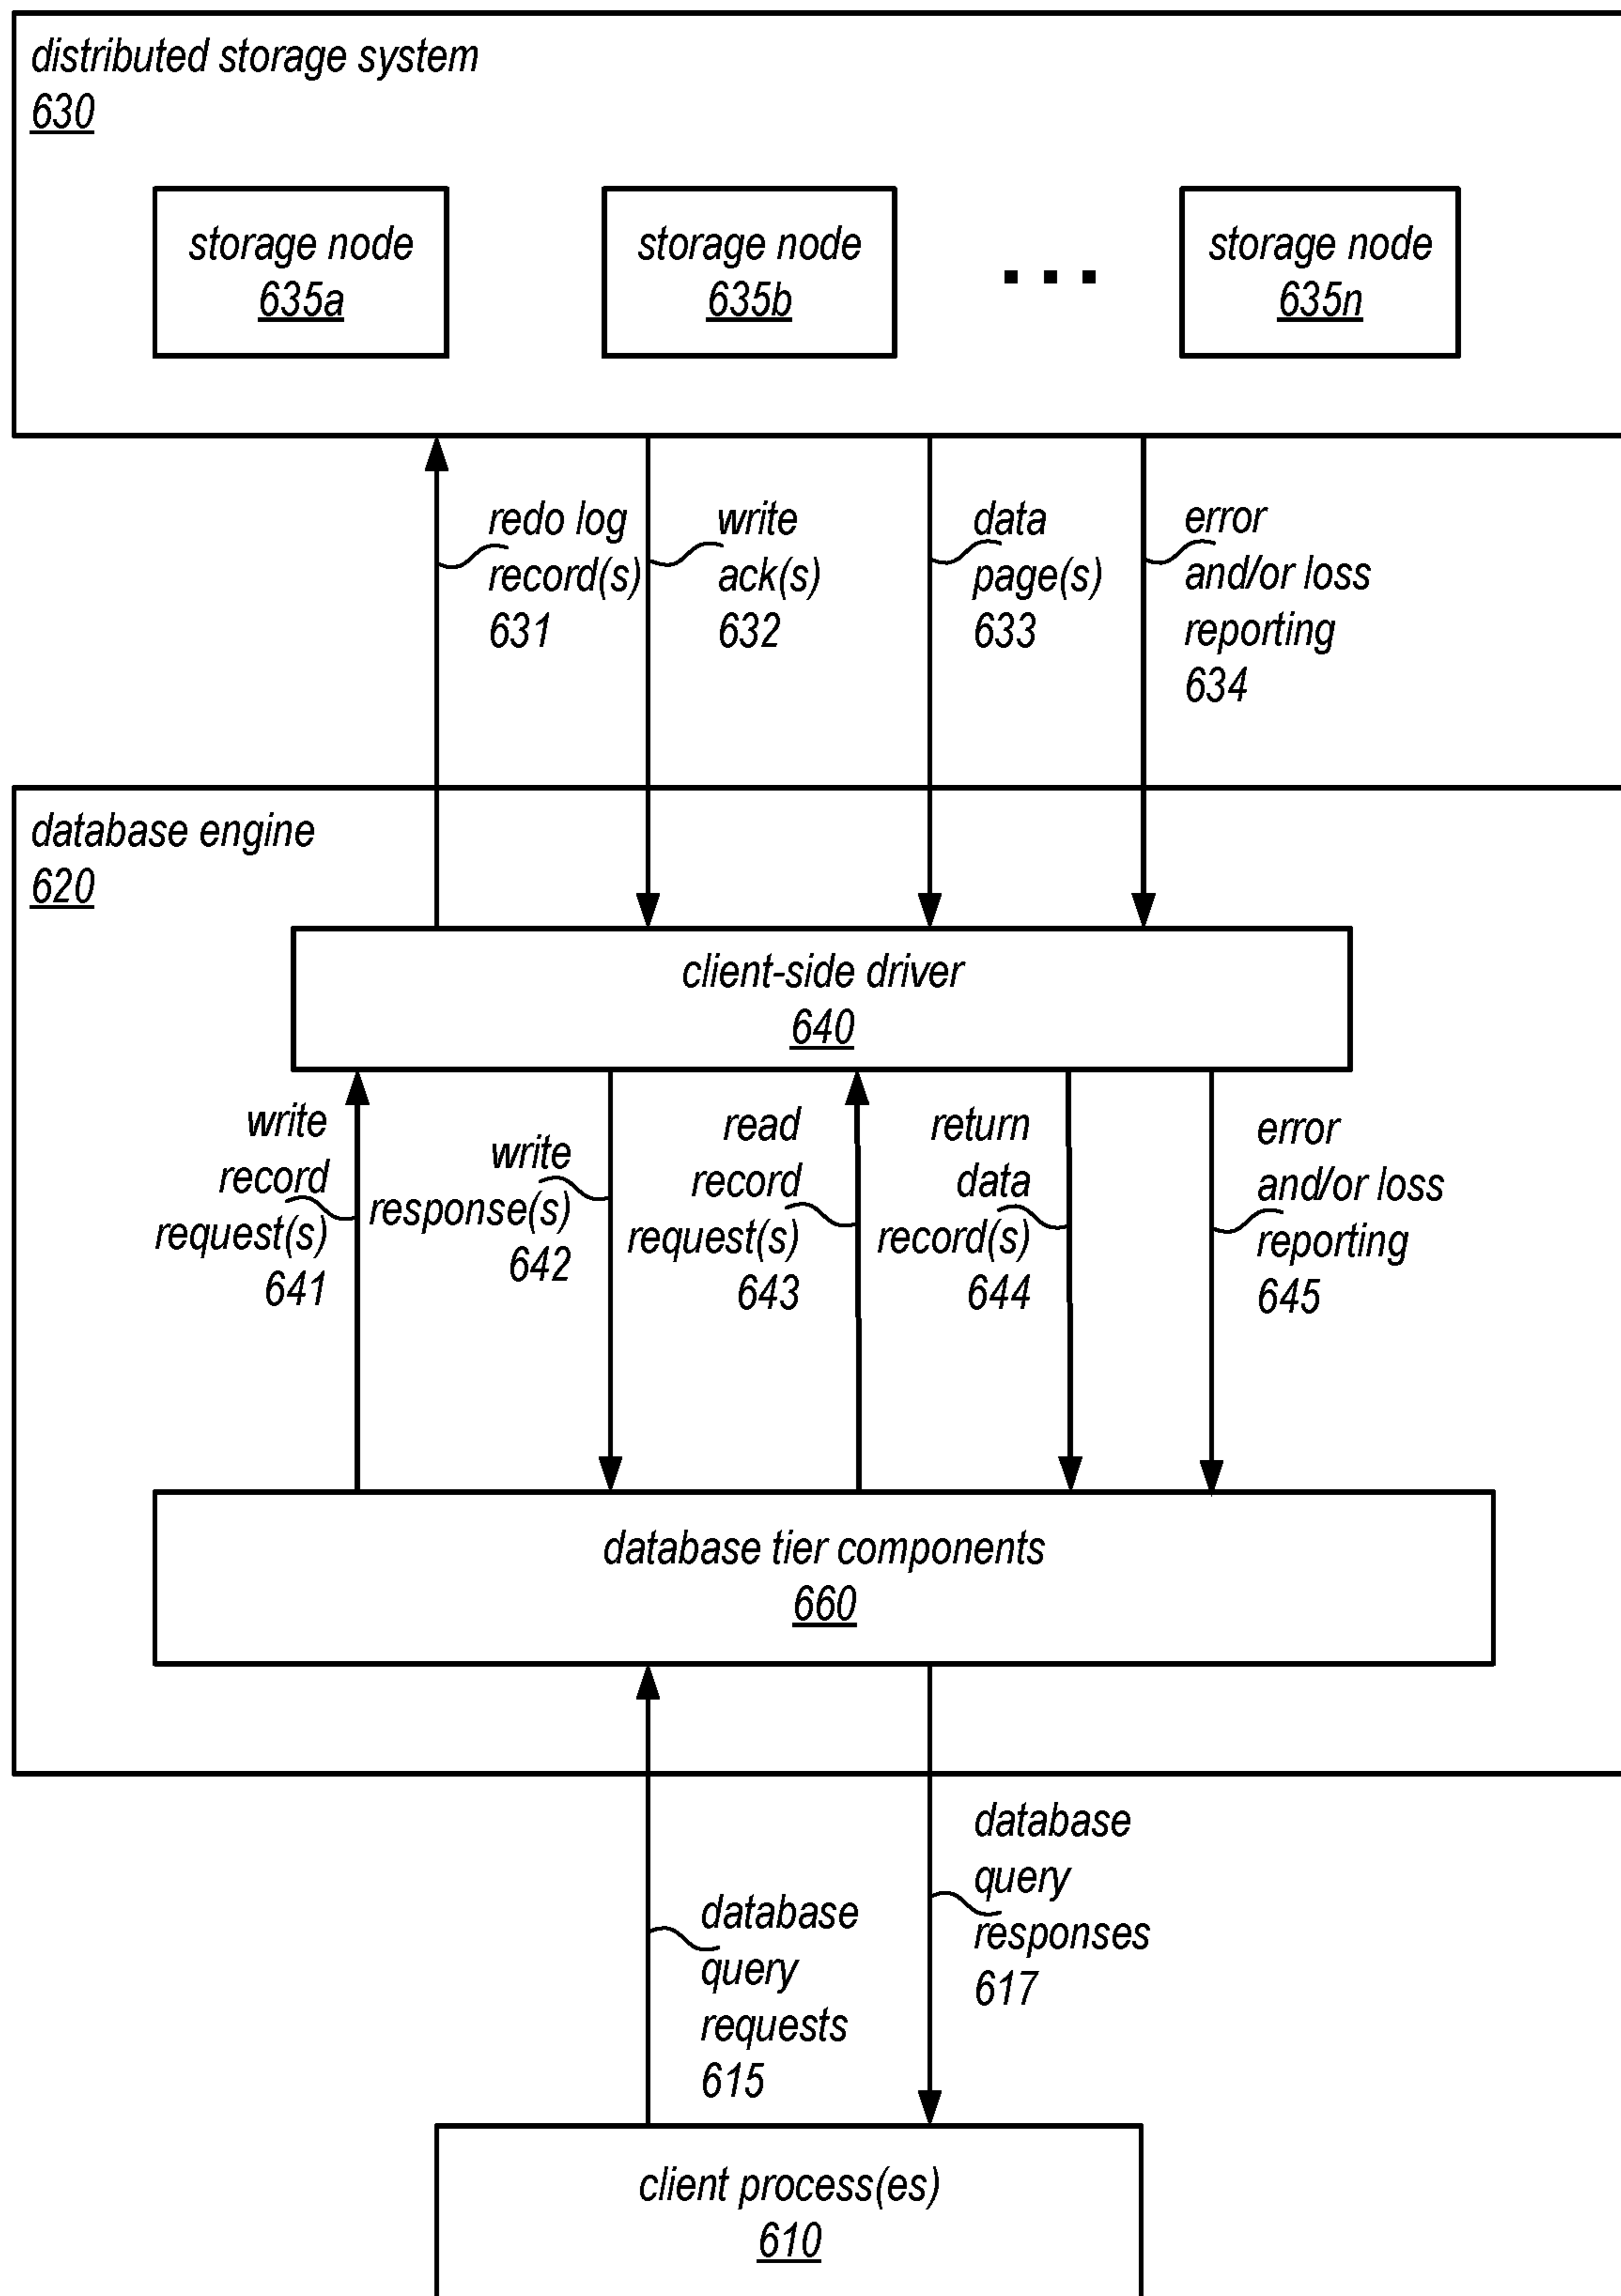 distributed storage system
630
storage node
635a
storage node
635b
storage node
635n
redo log
record(s)
631
write
ack(s)
632
data
page(s)
633
error
and/or loss
reporting
634
database engine
620
client-side driver
640
write
record
request(s)
641
write
response(s)
642
read
record
request(s)
643
return
data
record(s)
644
error
and/or loss
reporting
645
database tier components
660
database
query
requests
615
database
query
responses
617
client process(es)
610